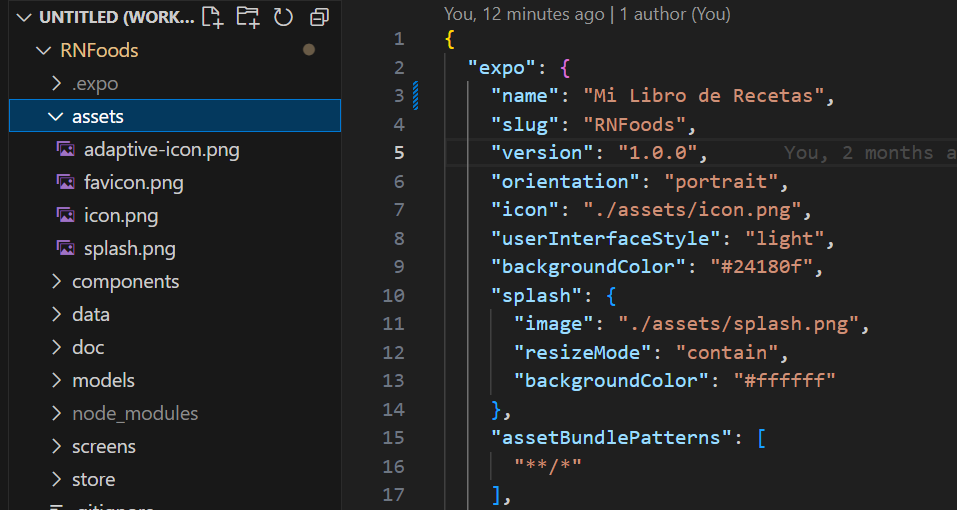 UNTITLED (WORK...
RNFoods
.expo
assets
adaptive-icon.png
favicon.png
icon.png
splash.png
components
data
doc
models
node_modules
screens
store
.gitignore
You, 12 minutes ago | 1 author (You)
1 {
2 "expo": {
3 "name": "Mi Libro de Recetas",
4 "slug": "RNFoods",
5 "version": "1.0.0", You, 2 months a
6 "orientation": "portrait",
7 "icon": "./assets/icon.png",
8 "userInterfaceStyle": "light",
9 "backgroundColor": "#24180f",
10 "splash": {
11 "image": "./assets/splash.png",
12 "resizeMode": "contain",
13 "backgroundColor": "#ffffff"
14 },
15 "assetBundlePatterns": [
16 "**/*"
17 ],